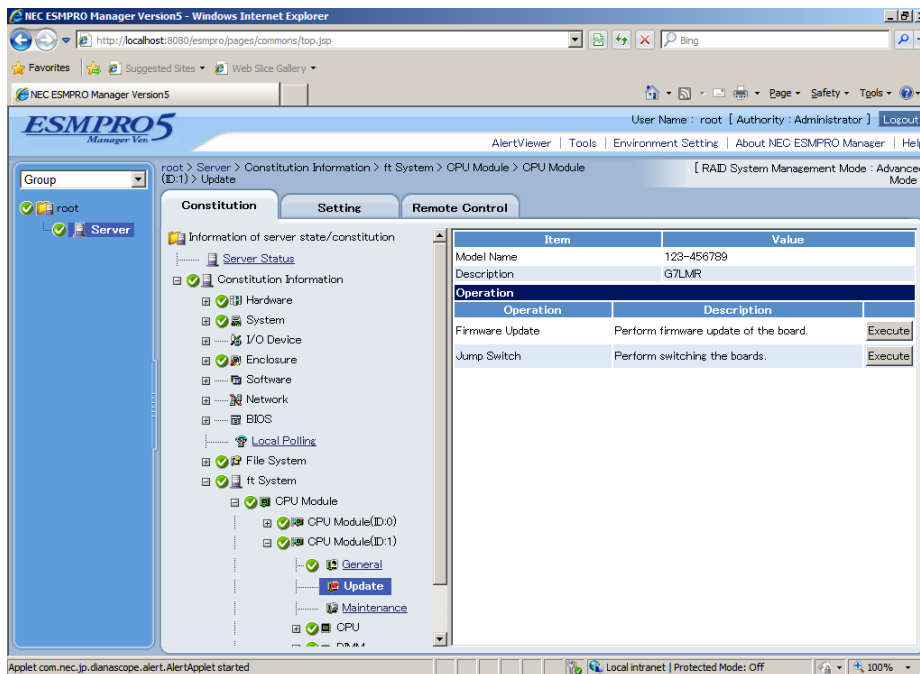 NEC ESMPRO Manager Version5 - Windows Internet Explorer
http://localhost:8080/esmpro/pages/commons/top.jsp
Bing
Favorites Suggested Sites Web Slice Gallery
NEC ESMPRO Manager Version5
Page Safety Tools
ESMPRO5
Manager Ver.
User Name : root [ Authority : Administrator ] Logout
AlertViewer | Tools | Environment Setting | About NEC ESMPRO Manager | Hel
Group
root
Server
root > Server > Constitution Information > ft System > CPU Module > CPU Module
(ID:1) > Update
[ RAID System Management Mode : Advance
Mode
Constitution Setting Remote Control
Information of server state/constitution
Server Status
Constitution Information
Hardware
System
I/O Device
Enclosure
Software
Network
BIOS
Local Polling
File System
ft System
CPU Module
CPU Module(ID:0)
CPU Module(ID:1)
General
Update
Maintenance
CPU
DIMM
Item Value
Model Name 123-456789
Description G7LMR
Operation
Operation Description
Firmware Update Perform firmware update of the board. Execute
Jump Switch Perform switching the boards. Execute
Applet com.nec.jp.dianascope.alert.AlertApplet started
Local intranet | Protected Mode: Off
100%